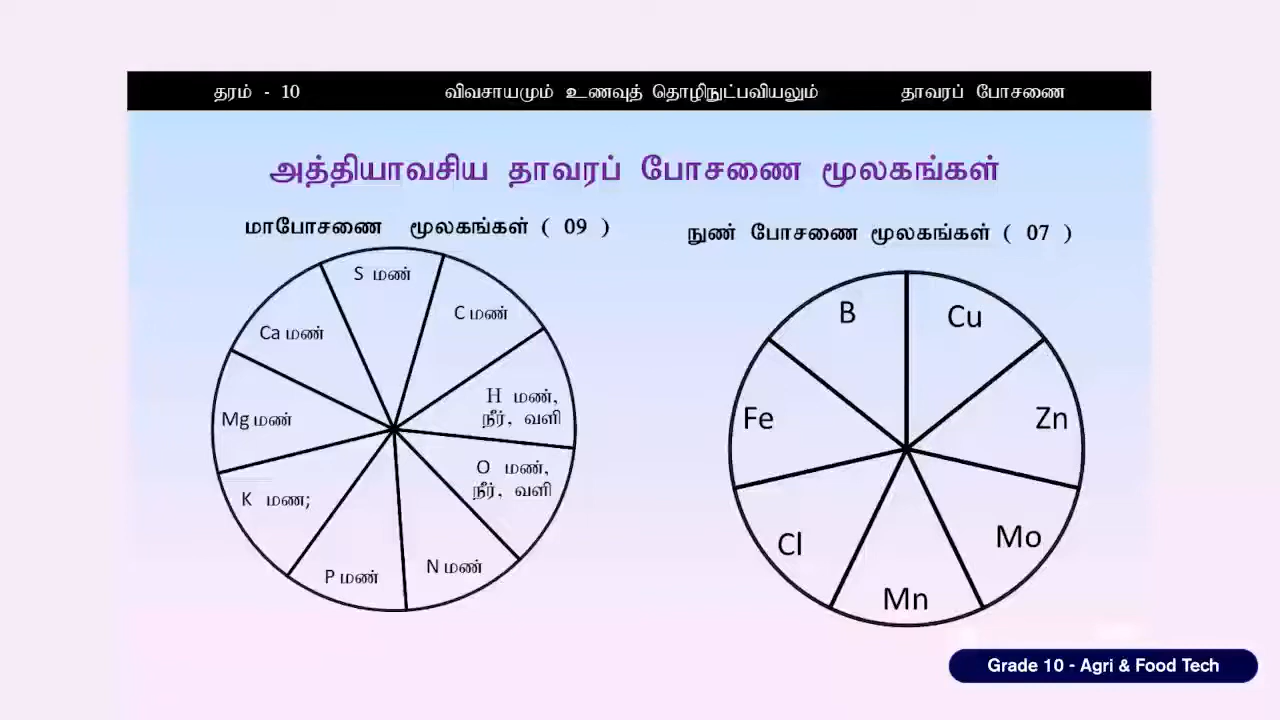 தரம் - 10 விவசாயமும் உணவுத் தொழிநுட்பவியலும் தாவரப் போசணை
அத்தியாவசிய தாவரப் போசணை மூலகங்கள்
மாபோசணை மூலகங்கள் ( 09 )
S மண்
C மண்
H மண்,
நீர், வளி
O மண்,
நீர், வளி
N மண்
P மண்
K மண;
Mg மண்
Ca மண்
நுண் போசணை மூலகங்கள் ( 07 )
B
Cu
Zn
Mo
Mn
Cl
Fe
Grade 10 - Agri & Food Tech